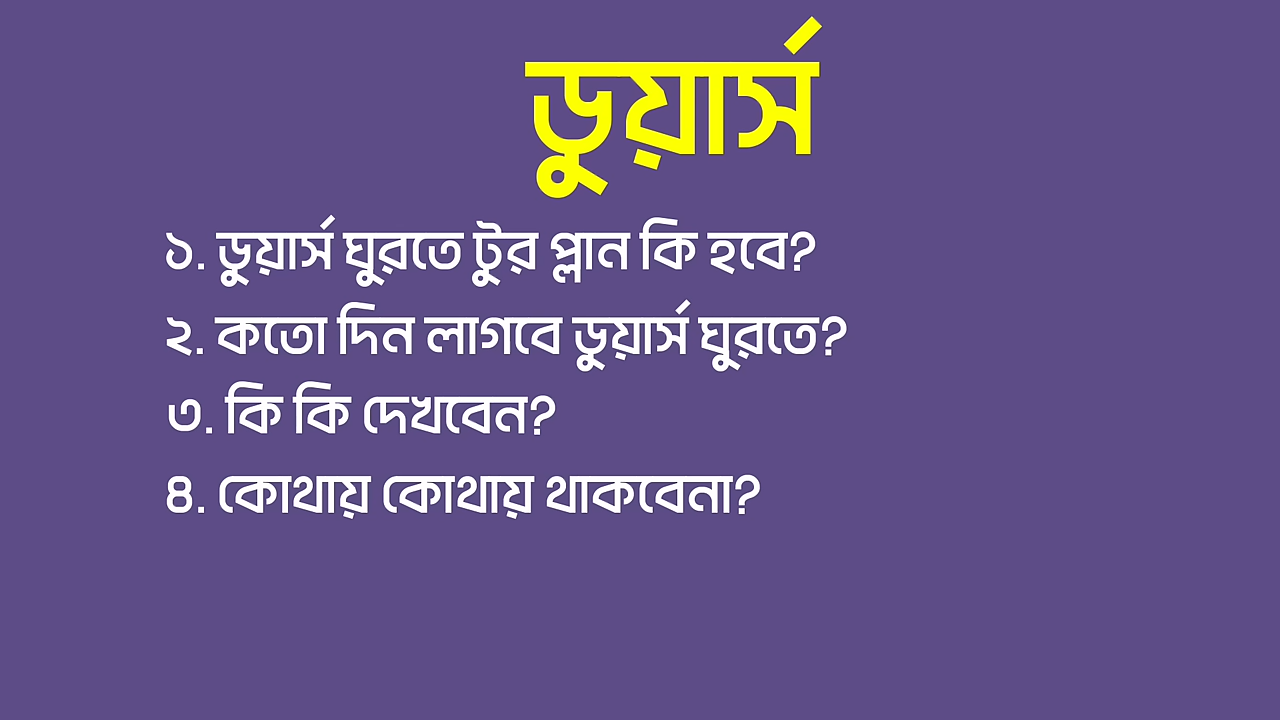 ডুয়ার্স
১. ডুয়ার্স ঘুরতে টুর প্লান কি হবে?
২. কতো দিন লাগবে ডুয়ার্স ঘুরতে?
৩. কি কি দেখবেন?
৪. কোথায় কোথায় থাকবেনা?